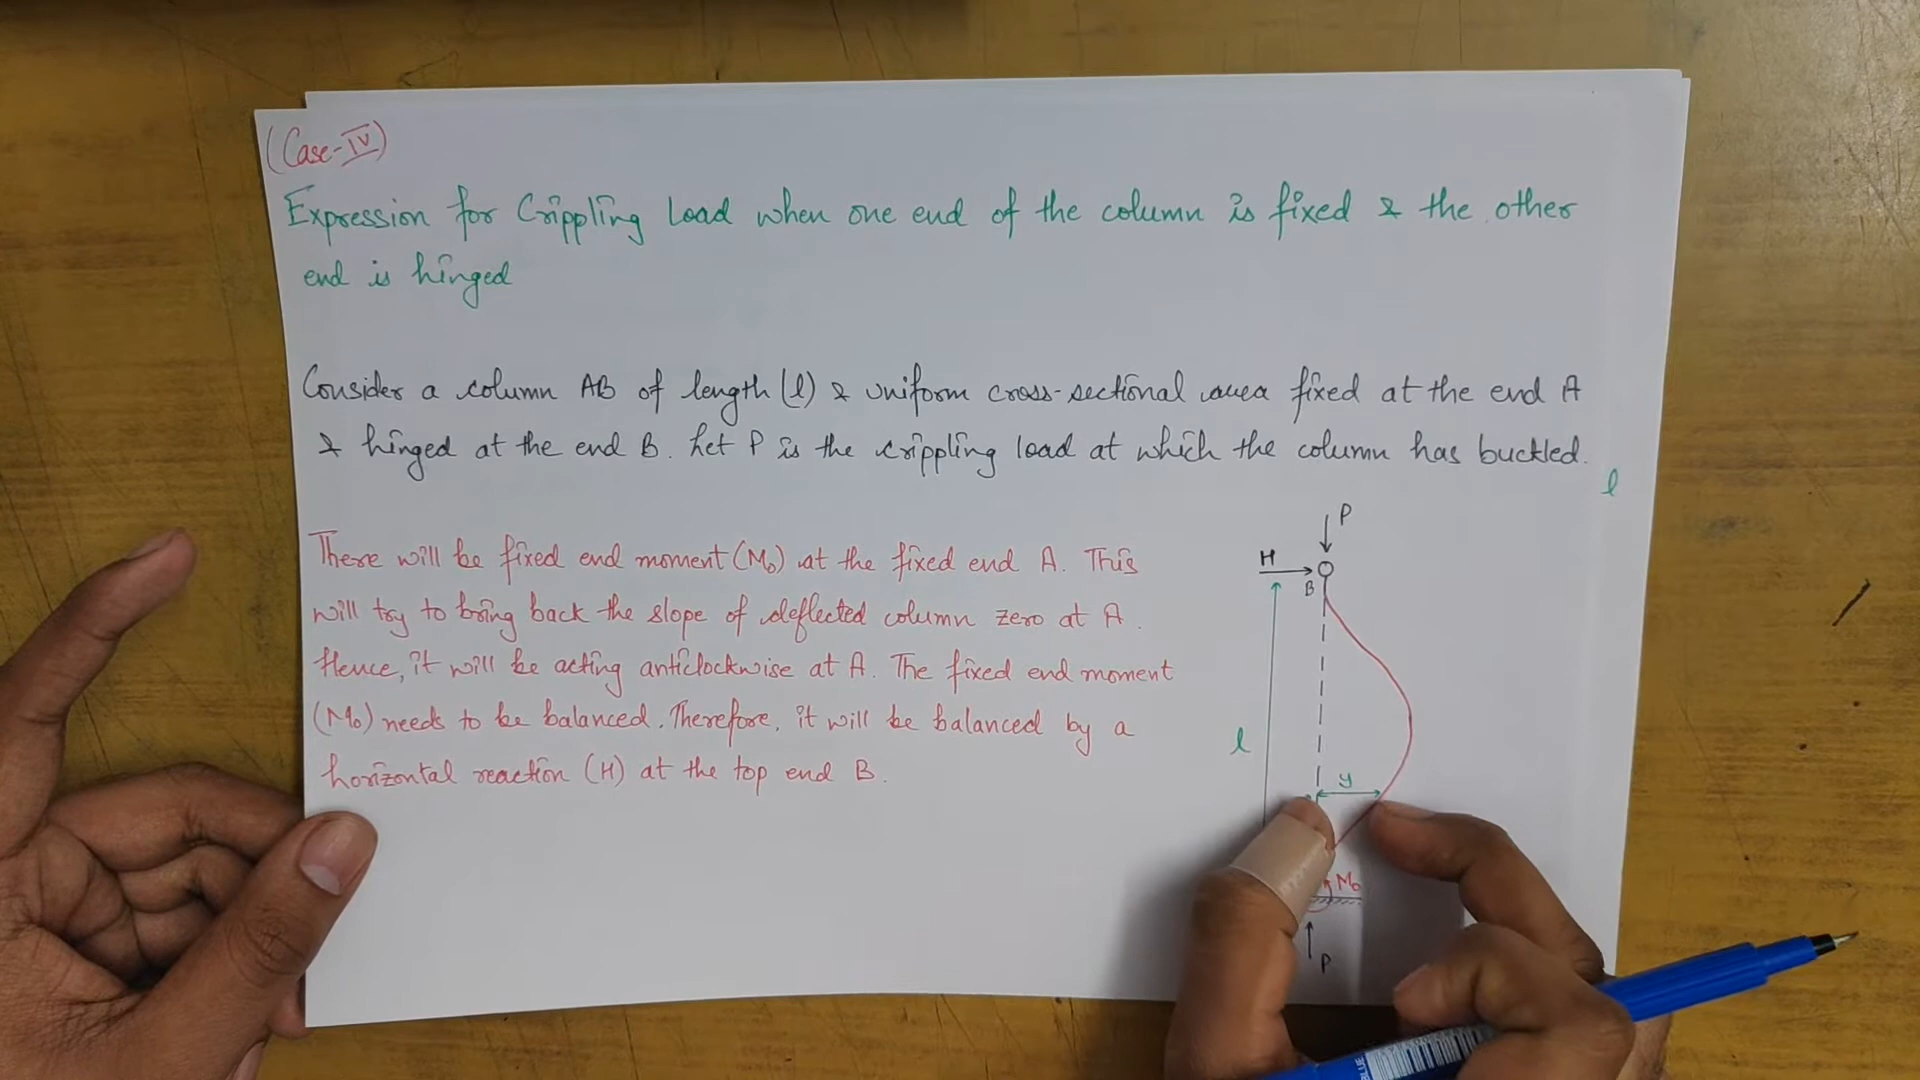 (Case-IV)
Expression for Crippling Load when one end of the column is fixed & the other
end is hinged
Consider a column AB of length (l) & uniform cross-sectional area fixed at the end A
& hinged at the end B. Let P is the crippling load at which the column has buckled.
l
There will be fixed end moment (M₀) at the fixed end A. This
will try to bring back the slope of deflected column zero at A.
Hence, it will be acting anticlockwise at A. The fixed end moment
(M₀) needs to be balanced. Therefore, it will be balanced by a
horizontal reaction (H) at the top end B.
P
H
B
l
y
M₀
P
BLUE